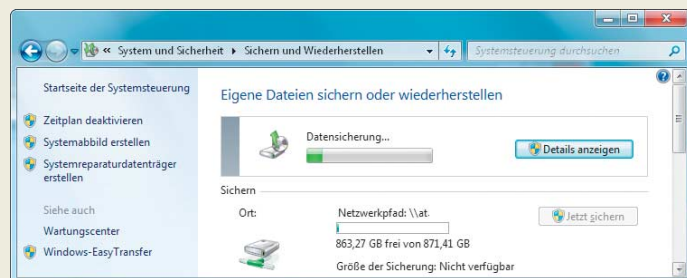 « System und Sicherheit ▸ Sichern und Wiederherstellen
Systemsteuerung durchsuchen
Startseite der Systemsteuerung
Zeitplan deaktivieren
Systemabbild erstellen
Systemreparaturdatenträger
erstellen
Siehe auch
Wartungscenter
Windows-EasyTransfer
Eigene Dateien sichern oder wiederherstellen
Datensicherung...
Details anzeigen
Sichern
Ort:
Netzwerkpfad: \\at
863,27 GB frei von 871,41 GB
Größe der Sicherung: Nicht verfügbar
Jetzt sichern